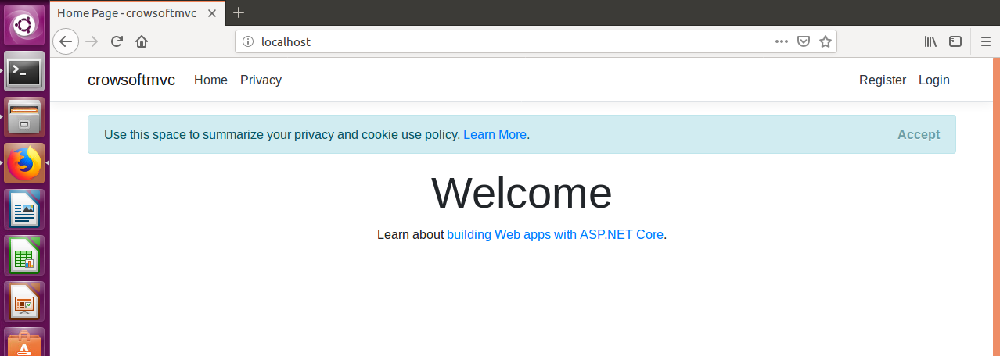 Home Page - crowsoftmvc
localhost
crowsoftmvc Home Privacy Register Login
Use this space to summarize your privacy and cookie use policy. Learn More. Accept
Welcome
Learn about building Web apps with ASP.NET Core.